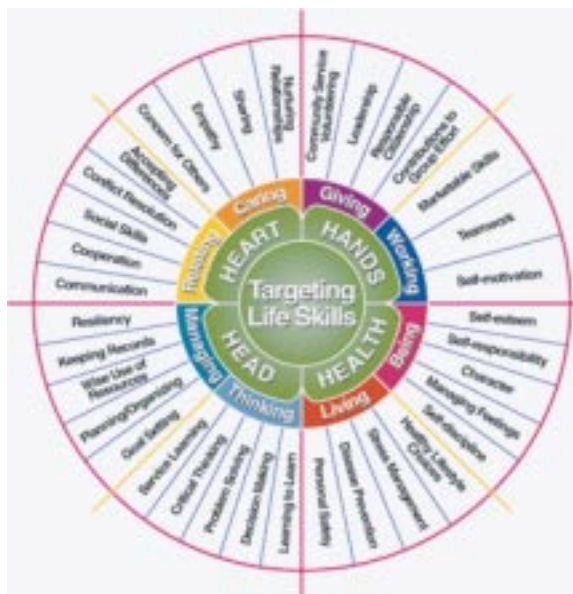 Targeting
Life Skills
HEART
HANDS
HEALTH
HEAD
Caring
Giving
Working
Being
Living
Thinking
Managing
Relating
Nurturing
Relationships
Sharing
Empathy
Concern for Others
Accepting
Differences
Conflict Resolution
Social Skills
Cooperation
Communication
Community Service
Volunteering
Leadership
Responsible
Citizenship
Contributions to
Group Effort
Marketable Skills
Teamwork
Self-motivation
Self-esteem
Self-responsibility
Character
Managing Feelings
Self-discipline
Healthy Lifestyle
Choices
Stress Management
Disease Prevention
Personal Safety
Learning to Learn
Decision Making
Problem Solving
Critical Thinking
Service Learning
Goal Setting
Planning/Organizing
Wise Use of
Resources
Keeping Records
Resiliency